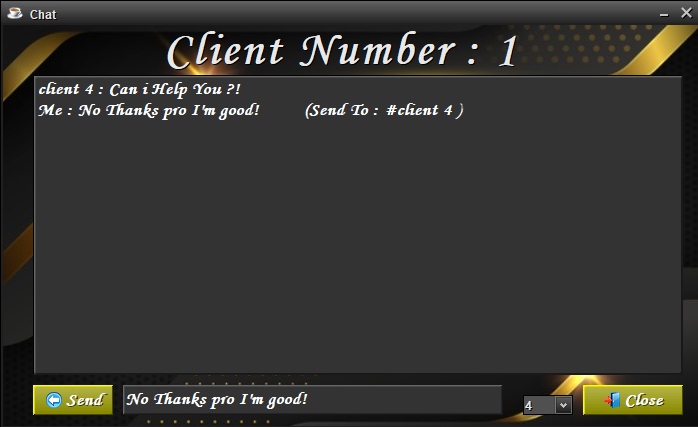 Chat
Client Number : 1
client 4 : Can i Help You ?!
Me : No Thanks pro I'm good! (Send To : #client 4 )
Send
No Thanks pro I'm good!
4
Close